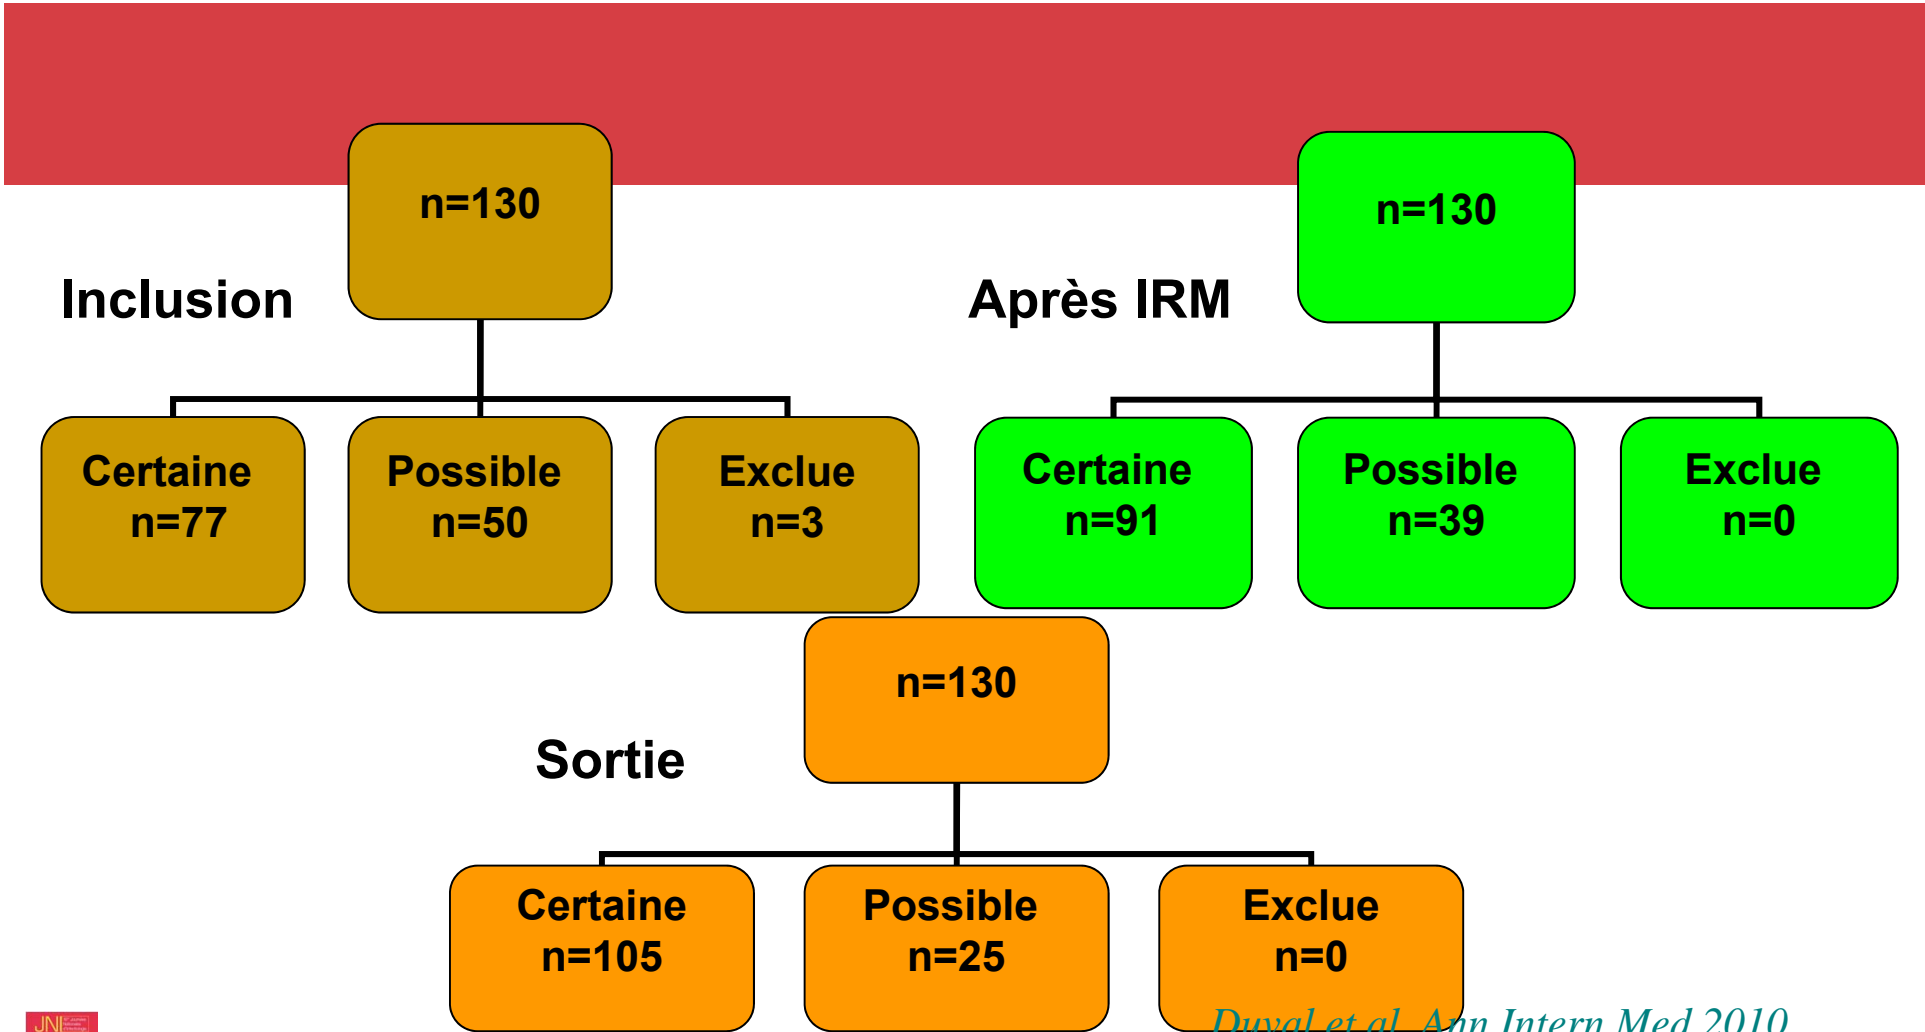 n=130
Inclusion
Certaine
n=77
Possible
n=50
Exclue
n=3
n=130
Après IRM
Certaine
n=91
Possible
n=39
Exclue
n=0
n=130
Sortie
Certaine
n=105
Possible
n=25
Exclue
n=0
JNI
Duval et al. Ann Intern Med 2010